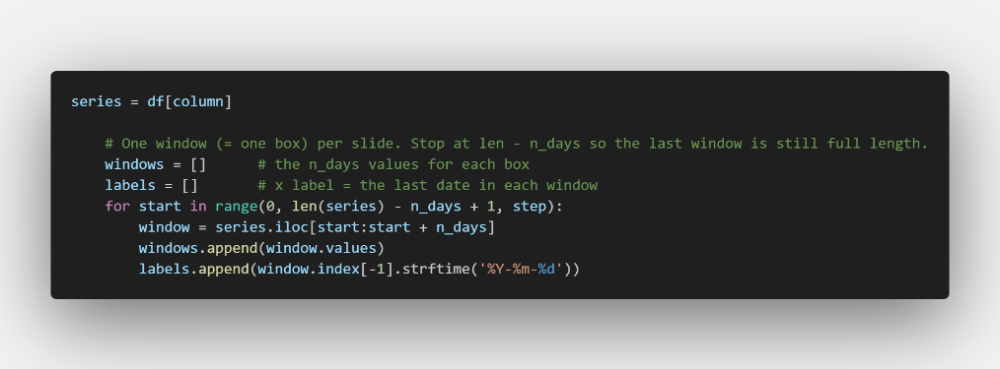 series = df[column]

    # One window (= one box) per slide. Stop at len - n_days so the last window is still full length.
    windows = []      # the n_days values for each box
    labels = []       # x label = the last date in each window
    for start in range(0, len(series) - n_days + 1, step):
        window = series.iloc[start:start + n_days]
        windows.append(window.values)
        labels.append(window.index[-1].strftime('%Y-%m-%d'))